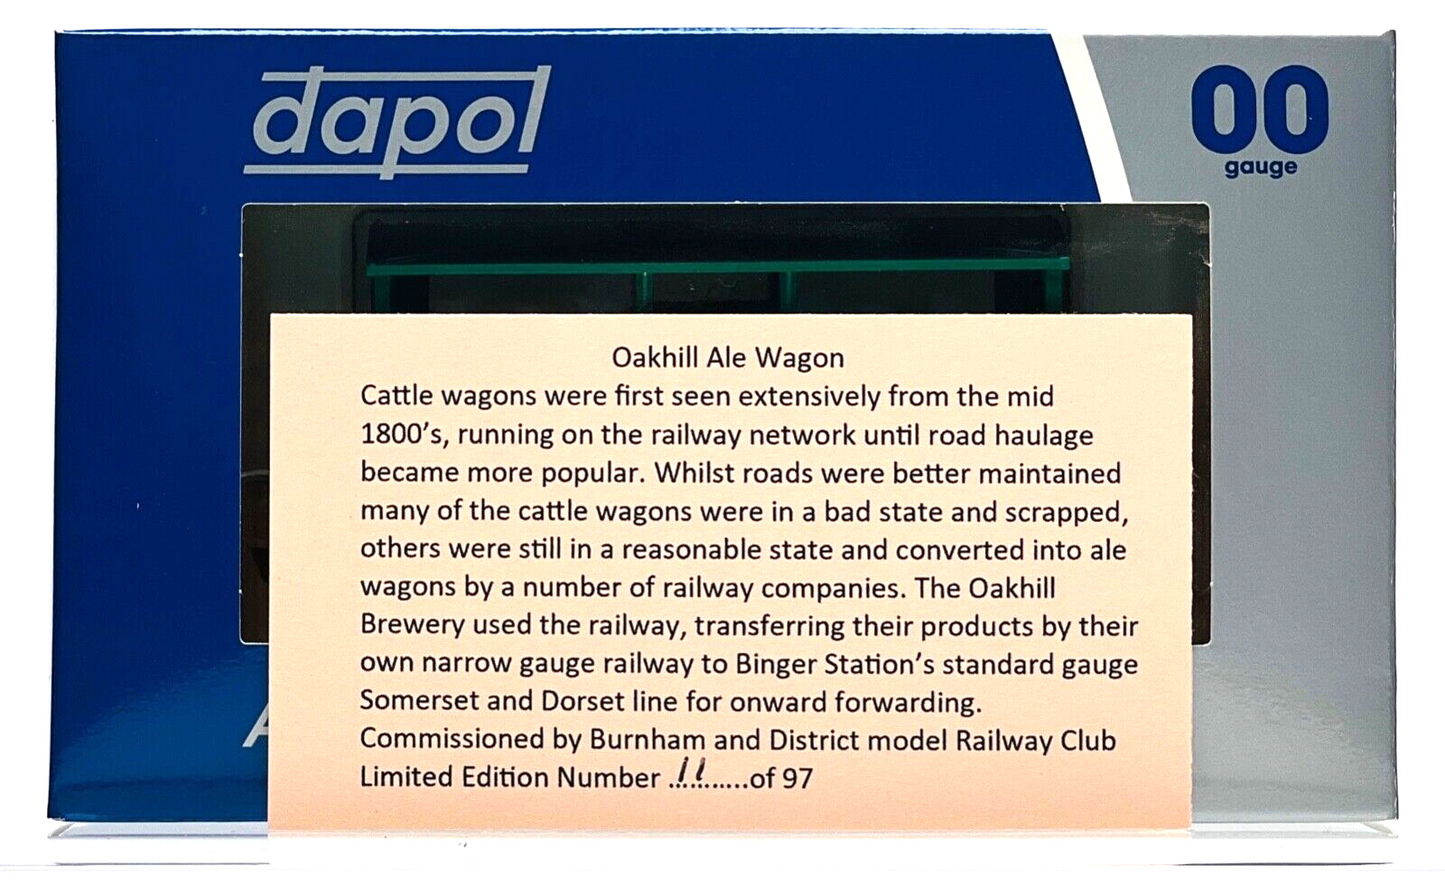 dapol
00
gauge
Oakhill Ale Wagon
Cattle wagons were first seen extensively from the mid
1800's, running on the railway network until road haulage
became more popular. Whilst roads were better maintained
many of the cattle wagons were in a bad state and scrapped,
others were still in a reasonable state and converted into ale
wagons by a number of railway companies. The Oakhill
Brewery used the railway, transferring their products by their
own narrow gauge railway to Binger Station's standard gauge
Somerset and Dorset line for onward forwarding.
Commissioned by Burnham and District model Railway Club
Limited Edition Number .11......of 97